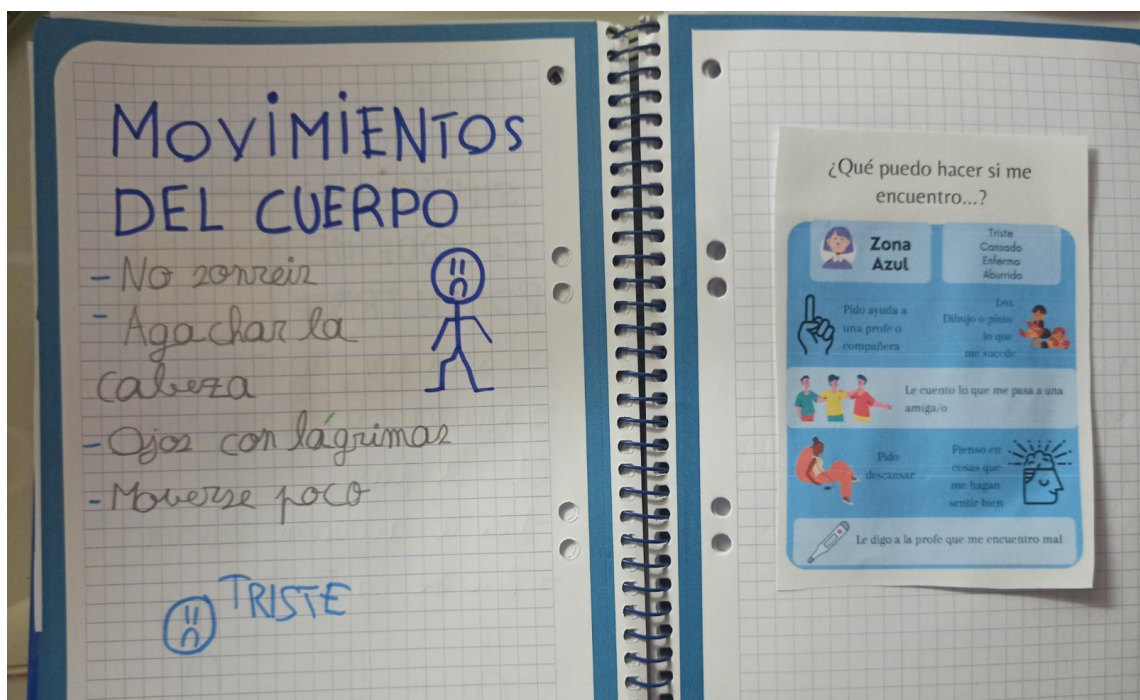 MOVIMIENTOS
DEL CUERPO
- No zonreir
- Agachar la
cabeza
- Ojos con lágrimas
- Moverse poco
TRISTE
¿Qué puedo hacer si me
encuentro...?
Zona
Azul
Triste
Cansado
Enfermo
Aburrido
Pido ayuda a
una profe o
compañera
Leo.
Dibujo o pinto
lo que
me sucede
Le cuento lo que me pasa a una
amiga/o
Pido
descansar
Pienso en
cosas que
me hagan
sentir bien
Le digo a la profe que me encuentro mal